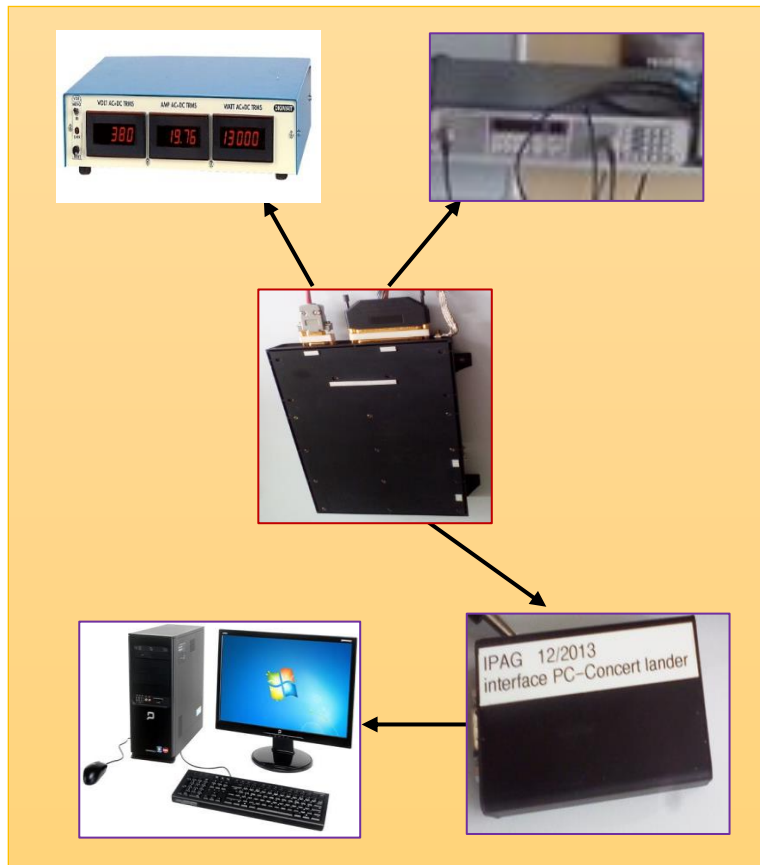 VOLT AC+DC TRMS AMP AC+DC TRMS WATT AC+DC TRMS
380 19.76 13000
IPAG 12/2013
interface PC-Concert lander